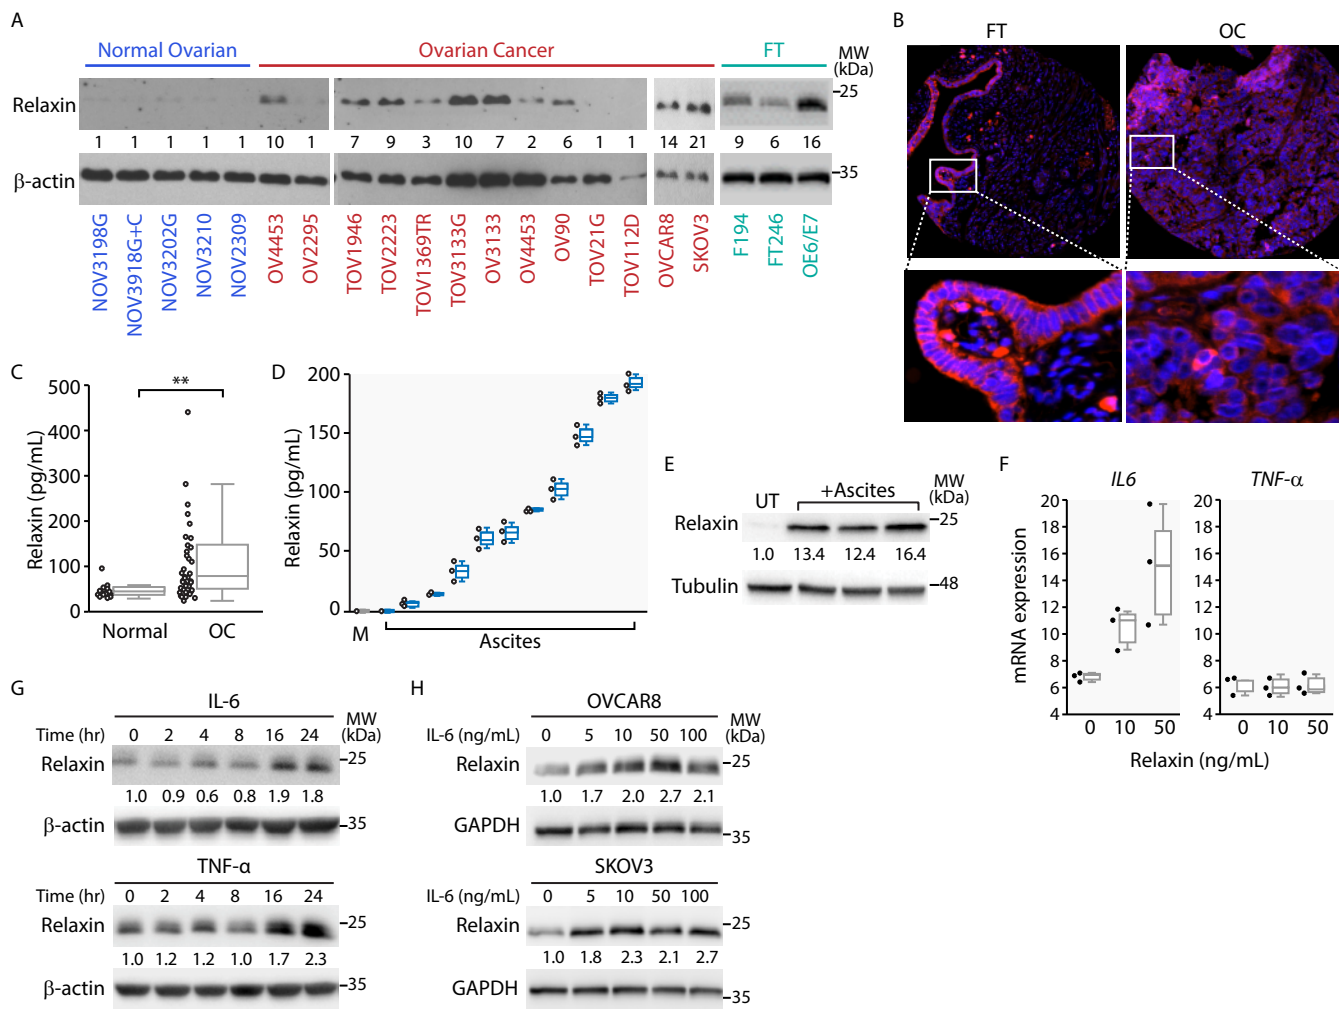 A
Normal Ovarian Ovarian Cancer FT MW (kDa)
Relaxin –25
1 1 1 1 1 10 1 7 9 3 10 7 2 6 1 1 14 21 9 6 16
β-actin –35
NOV3198G NOV3918G+C NOV3202G NOV3210 NOV2309 OV4453 OV2295 TOV1946 TOV2223 TOV1369TR TOV3133G OV3133 OV4453 OV90 TOV21G TOV112D OVCAR8 SKOV3 F194 FT246 OE6/E7
B
FT OC
C
Relaxin (pg/mL)
500
400
300
200
100
0
**
Normal OC
D
Relaxin (pg/mL)
200
150
100
50
0
M Ascites
E
UT +Ascites MW (kDa)
Relaxin –25
1.0 13.4 12.4 16.4
Tubulin –48
F
IL6 TNF-α
mRNA expression
20 20
18 18
16 16
14 14
12 12
10 10
8 8
6 6
4 4
0 10 50 0 10 50
Relaxin (ng/mL)
G
IL-6
Time (hr) 0 2 4 8 16 24 MW (kDa)
Relaxin –25
1.0 0.9 0.6 0.8 1.9 1.8
β-actin –35
TNF-α
Time (hr) 0 2 4 8 16 24
Relaxin –25
1.0 1.2 1.2 1.0 1.7 2.3
β-actin –35
H
OVCAR8
IL-6 (ng/mL) 0 5 10 50 100 MW (kDa)
Relaxin –25
1.0 1.7 2.0 2.7 2.1
GAPDH –35
SKOV3
IL-6 (ng/mL) 0 5 10 50 100
Relaxin –25
1.0 1.8 2.3 2.1 2.7
GAPDH –35